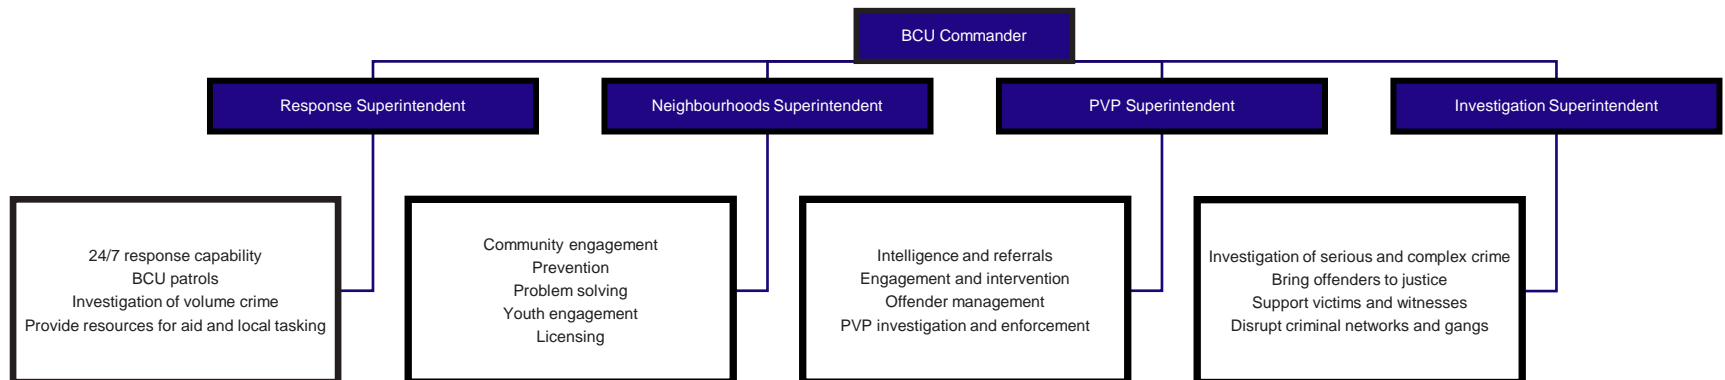 BCU Commander
Response Superintendent
Neighbourhoods Superintendent
PVP Superintendent
Investigation Superintendent
24/7 response capability
BCU patrols
Investigation of volume crime
Provide resources for aid and local tasking
Community engagement
Prevention
Problem solving
Youth engagement
Licensing
Intelligence and referrals
Engagement and intervention
Offender management
PVP investigation and enforcement
Investigation of serious and complex crime
Bring offenders to justice
Support victims and witnesses
Disrupt criminal networks and gangs